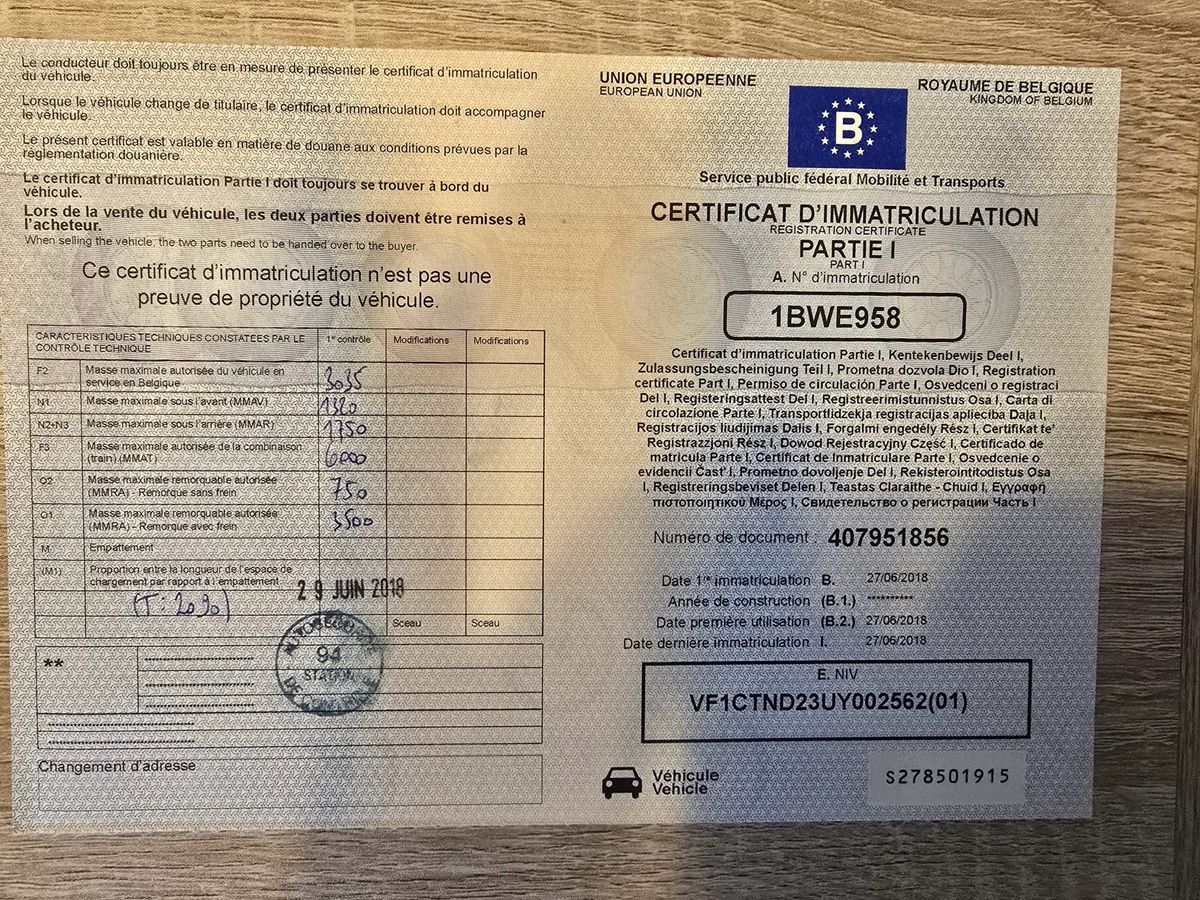 Le conducteur doit toujours être en mesure de présenter le certificat d'immatriculation
du véhicule.
Lorsque le véhicule change de titulaire, le certificat d'immatriculation doit accompagner
le véhicule.
Le présent certificat est valable en matière de douane aux conditions prévues par la
réglementation douanière.
Le certificat d'immatriculation Partie I doit toujours se trouver à bord du
véhicule.
Lors de la vente du véhicule, les deux parties doivent être remises à
l'acheteur.
When selling the vehicle, the two parts need to be handed over to the buyer.
Ce certificat d'immatriculation n'est pas une
preuve de propriété du véhicule.
CARACTERISTIQUES TECHNIQUES CONSTATEES PAR LE
CONTRÔLE TECHNIQUE
1er contrôle
Modifications
Modifications
F2 Masse maximale autorisée du véhicule en
service en Belgique
3035
N1 Masse maximale sous l'avant (MMAV) 1320
N2+N3 Masse maximale sous l'arrière (MMAR) 1750
F3 Masse maximale autorisée de la combinaison
(train) (MMAT)
6000
O2 Masse maximale remorquable autorisée
(MMRA) - Remorque sans frein
750
O1 Masse maximale remorquable autorisée
(MMRA) - Remorque avec frein
3500
M Empattement
(M1) Proportion entre la longueur de l'espace de
chargement par rapport à l'empattement
29 JUIN 2018
(T: 2090)
Sceau
Sceau
94
STATION
**
Changement d'adresse
UNION EUROPEENNE
EUROPEAN UNION
B
ROYAUME DE BELGIQUE
KINGDOM OF BELGIUM
Service public fédéral Mobilité et Transports
CERTIFICAT D'IMMATRICULATION
REGISTRATION CERTIFICATE
PARTIE I
PART I
A. N° d'immatriculation
1BWE958
Certificat d'immatriculation Partie I, Kentekenbewijs Deel I,
Zulassungsbescheinigung Teil I, Prometna dozvola Dio I, Registration
certificate Part I, Permiso de circulación Parte I, Osvedceni o registraci
Del I, Registeringsattest Del I, Registreerimistunnistus Osa I, Carta di
circolazione Parte I, Transportlidzekja registracijas apliecība Daļa I,
Registracijos liudijimas Dalis I, Forgalmi engedély Rész I, Certifikat te'
Registrazzjoni Rész I, Dowod Rejestracyjny Część I, Certificado de
matricula Parte I, Certificat de Inmatriculare Parte I, Osvedcenie o
evidencii Čast' I, Prometno dovoljenje Del I, Rekisterointitodistus Osa
I, Registreringsbeviset Delen I, Teastas Claraithe - Chuid I, Εγγραφή
πιστοποιητικού Μέρος I, Свидетельство о регистрации Часть I
Numéro de document : 407951856
Date 1re immatriculation B. 27/06/2018
Année de construction (B.1.) **********
Date première utilisation (B.2.) 27/06/2018
Date dernière immatriculation I. 27/06/2018
E. NIV
VF1CTND23UY002562(01)
Véhicule
Vehicle
S278501915